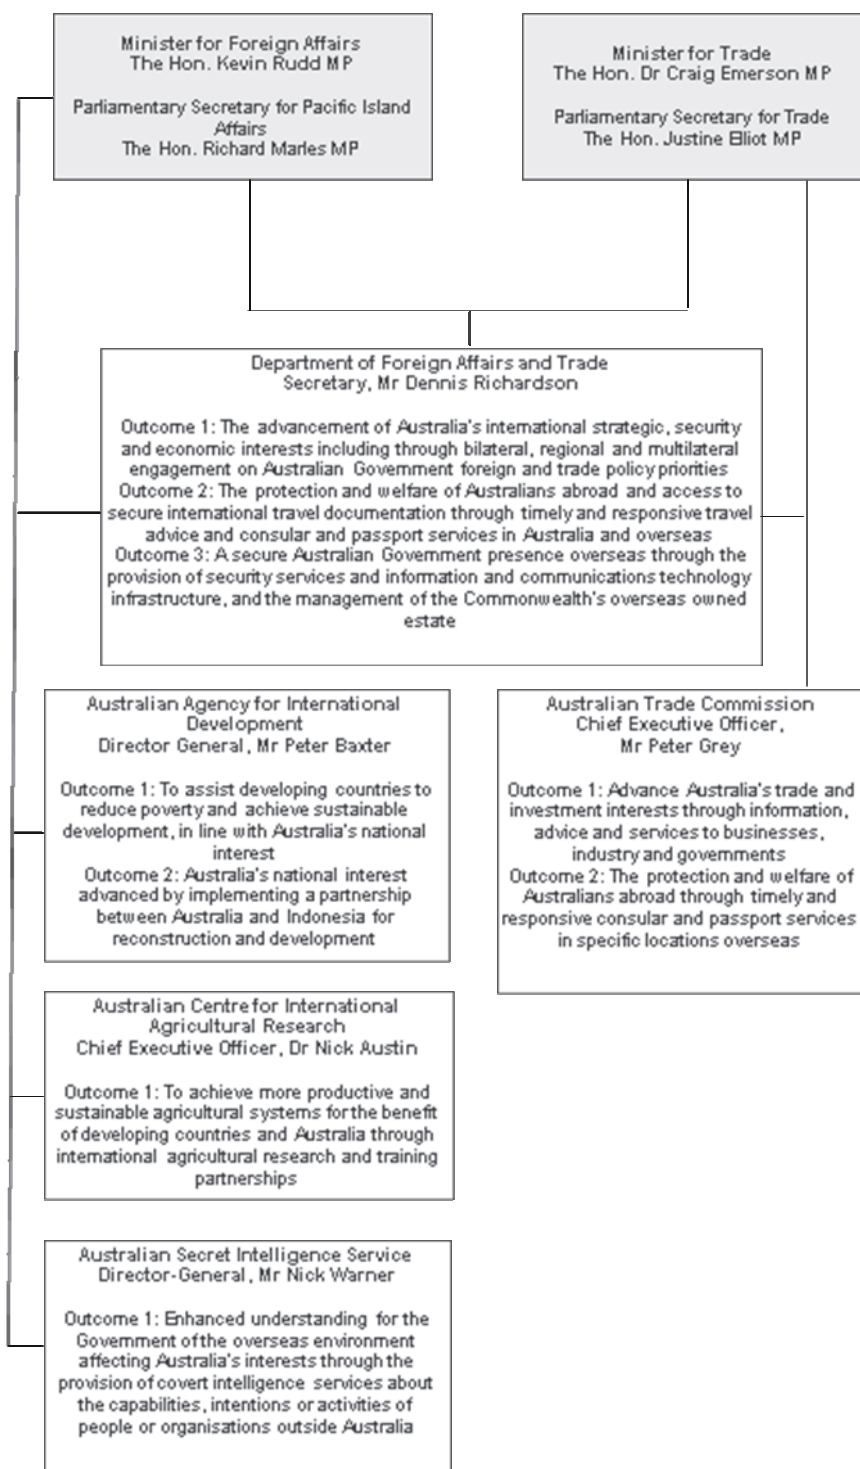 Minister for Foreign Affairs
The Hon. Kevin Rudd MP
Parliamentary Secretary for Pacific Island
Affairs
The Hon. Richard Marles MP
Minister for Trade
The Hon. Dr Craig Emerson MP
Parliamentary Secretary for Trade
The Hon. Justine Elliot MP
Department of Foreign Affairs and Trade
Secretary, Mr Dennis Richardson
Outcome 1: The advancement of Australia's international strategic, security
and economic interests including through bilateral, regional and multilateral
engagement on Australian Government foreign and trade policy priorities
Outcome 2: The protection and welfare of Australians abroad and access to
secure international travel documentation through timely and responsive travel
advice and consular and passport services in Australia and overseas
Outcome 3: A secure Australian Government presence overseas through the
provision of security services and information and communications technology
infrastructure, and the management of the Commonwealth's overseas owned
estate
Australian Agency for International
Development
Director General, Mr Peter Baxter
Outcome 1: To assist developing countries to
reduce poverty and achieve sustainable
development, in line with Australia's national
interest
Outcome 2: Australia's national interest
advanced by implementing a partnership
between Australia and Indonesia for
reconstruction and development
Australian Trade Commission
Chief Executive Officer,
Mr Peter Grey
Outcome 1: Advance Australia's trade and
investment interests through information,
advice and services to businesses,
industry and governments
Outcome 2: The protection and welfare of
Australians abroad through timely and
responsive consular and passport services
in specific locations overseas
Australian Centre for International
Agricultural Research
Chief Executive Officer, Dr Nick Austin
Outcome 1: To achieve more productive and
sustainable agricultural systems for the benefit
of developing countries and Australia through
international agricultural research and training
partnerships
Australian Secret Intelligence Service
Director-General, Mr Nick Warner
Outcome 1: Enhanced understanding for the
Government of the overseas environment
affecting Australia's interests through the
provision of covert intelligence services about
the capabilities, intentions or activities of
people or organisations outside Australia